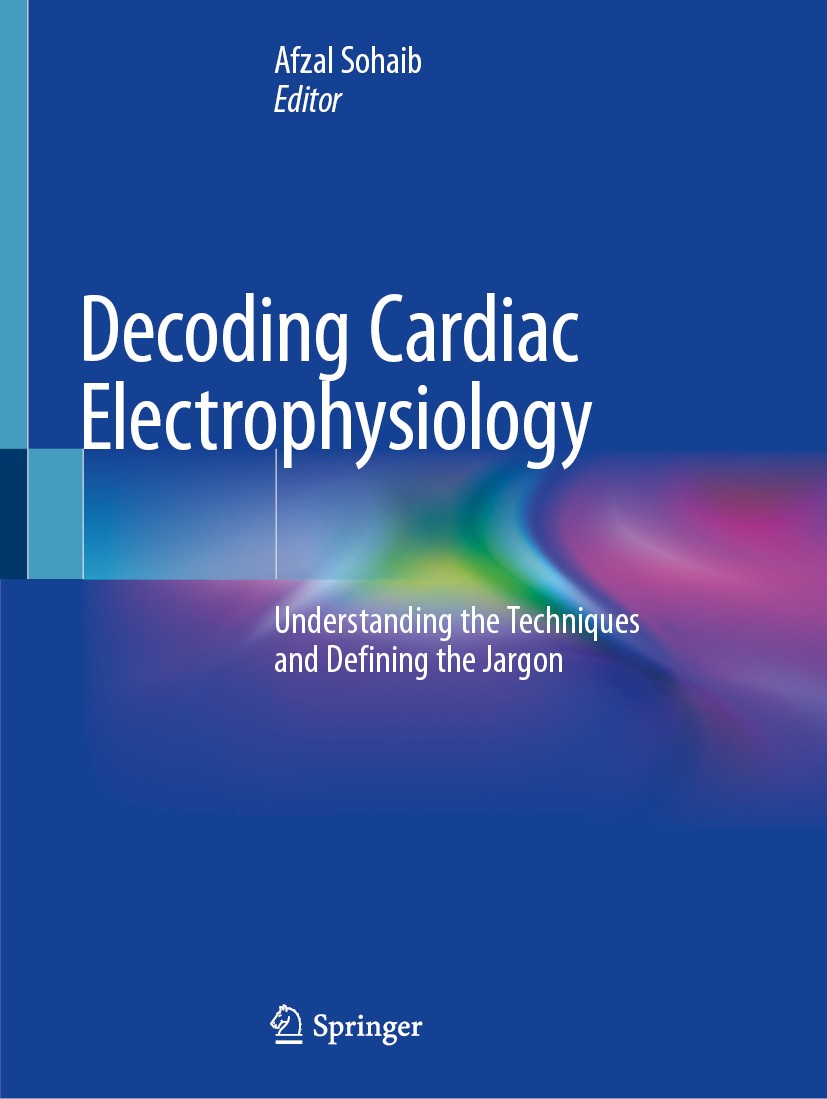 Afzal Sohaib
Editor
Decoding Cardiac
Electrophysiology
Understanding the Techniques
and Defining the Jargon
Springer